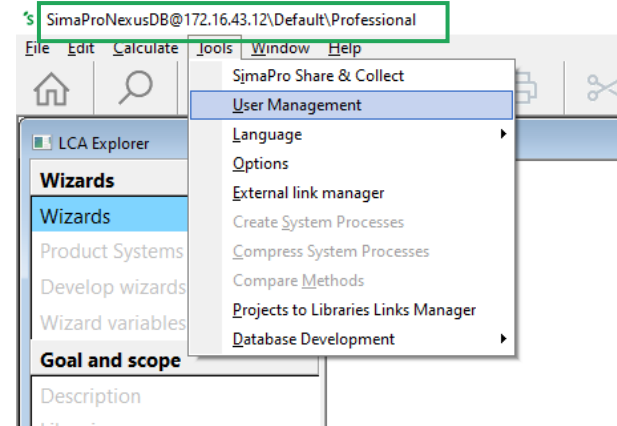 SimaProNexusDB@172.16.43.12\Default\Professional
File Edit Calculate Tools Window Help
SimaPro Share & Collect
User Management
Language
Options
External link manager
Create System Processes
Compress System Processes
Compare Methods
Projects to Libraries Links Manager
Database Development
LCA Explorer
Wizards
Wizards
Product Systems
Develop wizards
Wizard variables
Goal and scope
Description